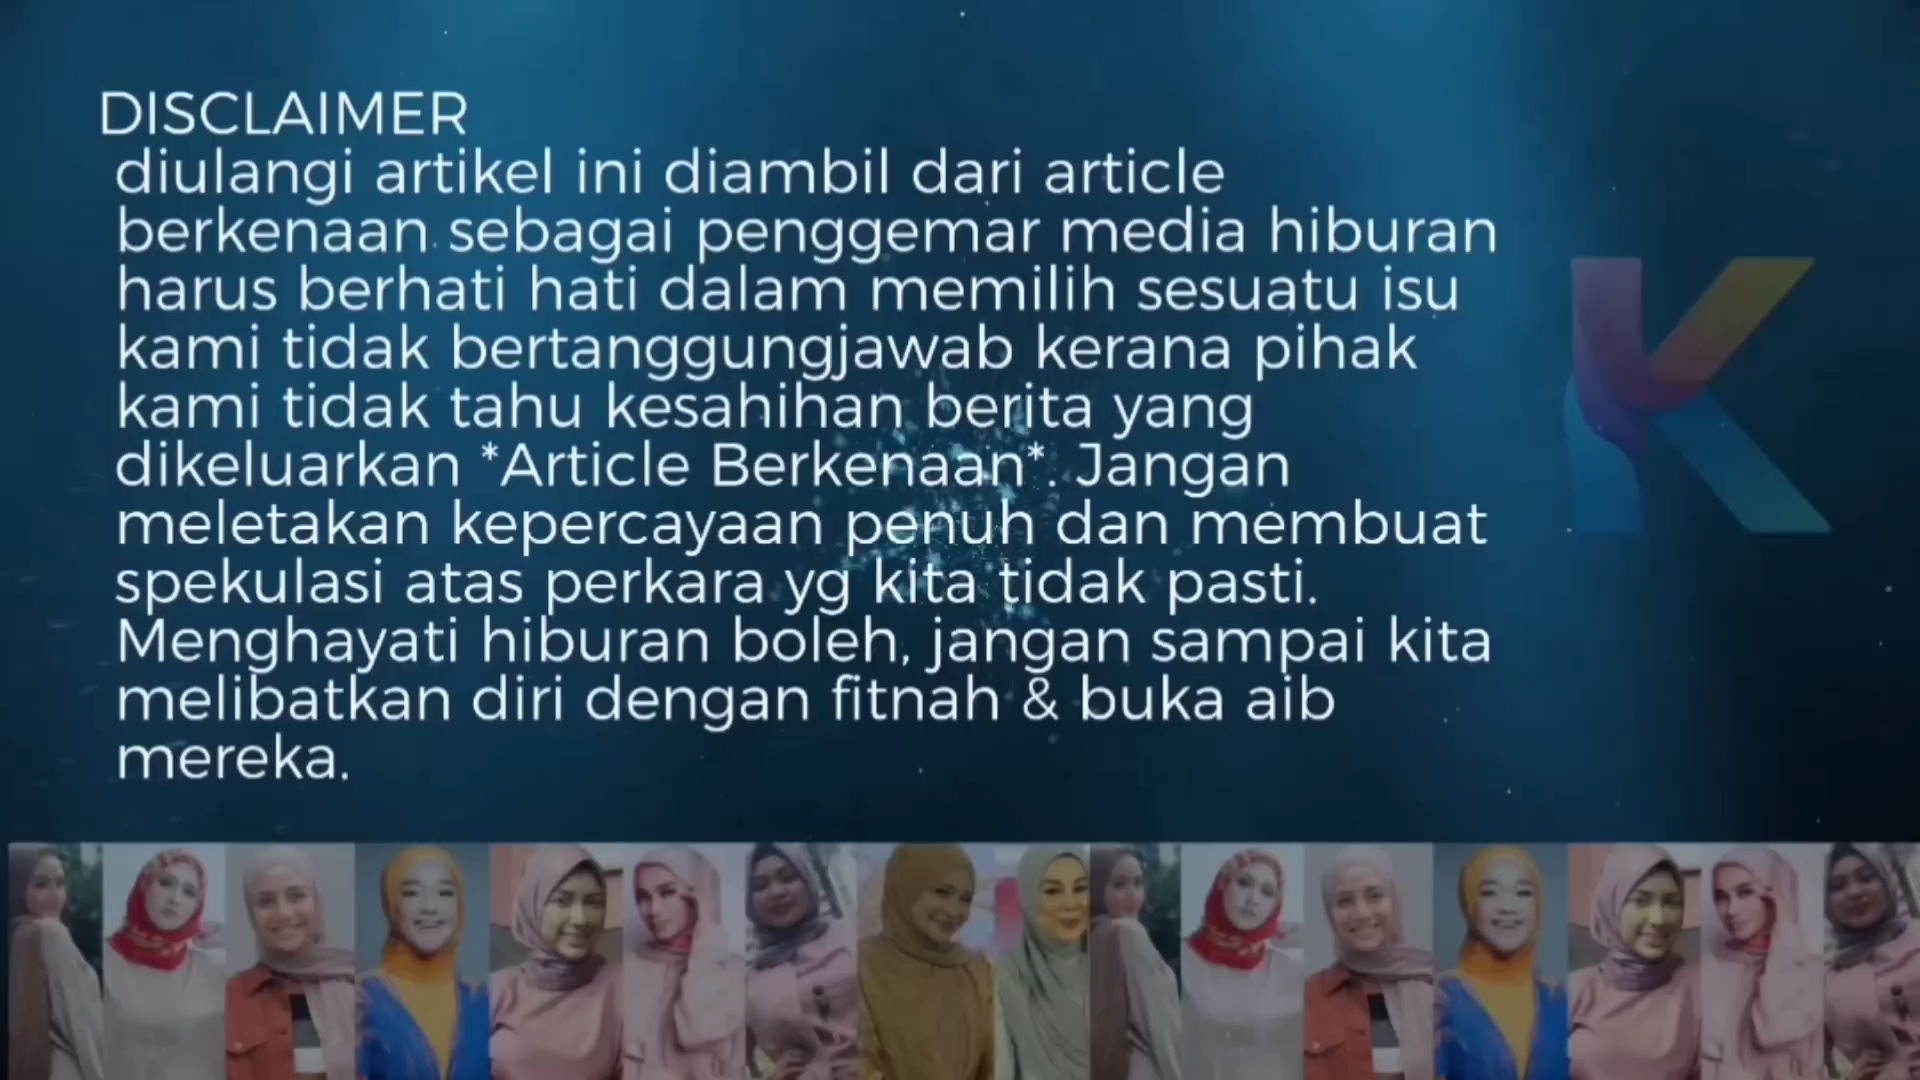 DISCLAIMER
diulangi artikel ini diambil dari article
berkenaan sebagai penggemar media hiburan
harus berhati hati dalam memilih sesuatu isu
kami tidak bertanggungjawab kerana pihak
kami tidak tahu kesahihan berita yang
dikeluarkan *Article Berkenaan*. Jangan
meletakan kepercayaan penuh dan membuat
spekulasi atas perkara yg kita tidak pasti.
Menghayati hiburan boleh, jangan sampai kita
melibatkan diri dengan fitnah & buka aib
mereka.
K